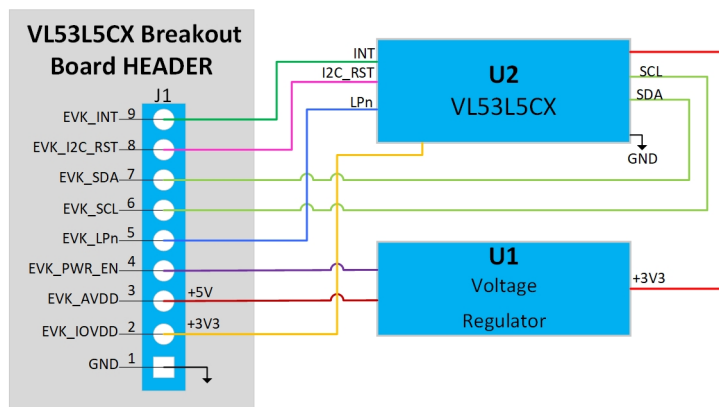 VL53L5CX Breakout
Board HEADER
J1
EVK_INT 9
EVK_I2C_RST 8
EVK_SDA 7
EVK_SCL 6
EVK_LPn 5
EVK_PWR_EN 4
EVK_AVDD 3 +5V
EVK_IOVDD 2 +3V3
GND 1
INT
I2C_RST
LPn
U2
VL53L5CX
SCL
SDA
GND
U1
Voltage
Regulator
+3V3